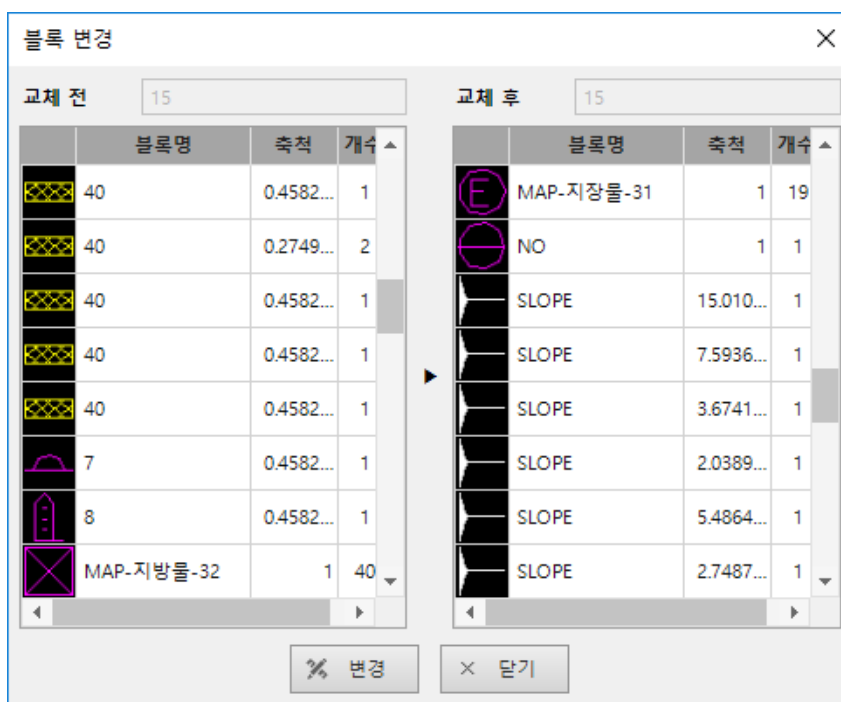 블록 변경
교체 전 15
블록명 축척 개수
40 0.4582... 1
40 0.2749... 2
40 0.4582... 1
40 0.4582... 1
40 0.4582... 1
7 0.4582... 1
8 0.4582... 1
MAP-지방물-32 1 40
교체 후 15
블록명 축척 개수
E MAP-지장물-31 1 19
NO 1 1
SLOPE 15.010... 1
SLOPE 7.5936... 1
SLOPE 3.6741... 1
SLOPE 2.0389... 1
SLOPE 5.4864... 1
SLOPE 2.7487... 1
변경 닫기